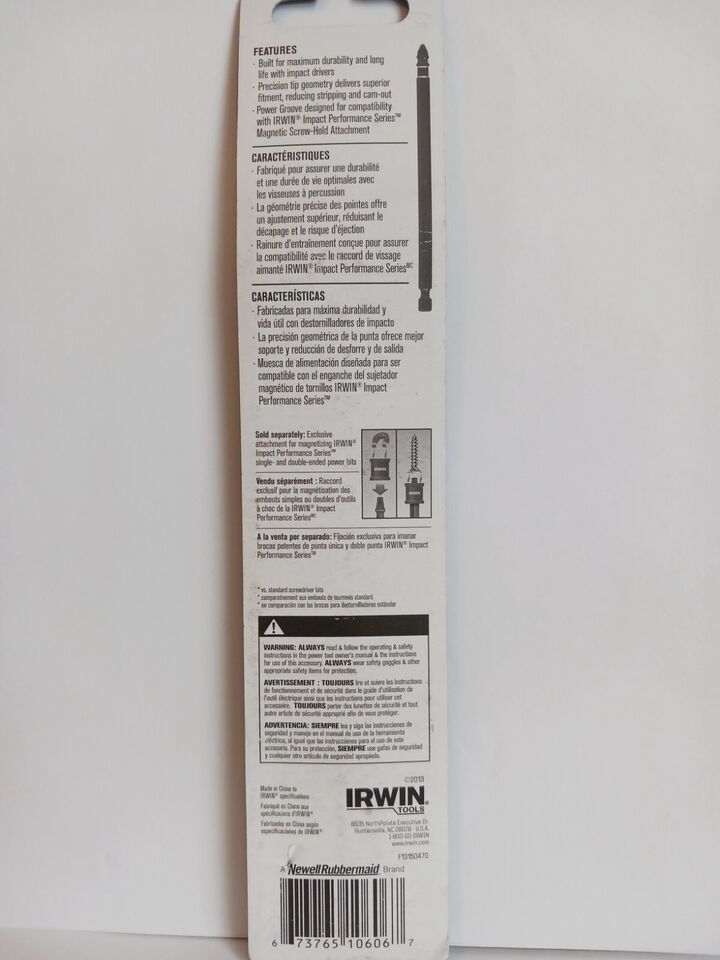 FEATURES
· Built for maximum durability and long
life with impact drivers
· Precision tip geometry delivers superior
fitment, reducing stripping and cam-out
· Power Groove designed for compatibility
with IRWIN® Impact Performance Series™
Magnetic Screw-Hold Attachment
CARACTÉRISTIQUES
· Fabriqué pour assurer une durabilité
et une durée de vie optimales avec
les visseuses à percussion
· La géométrie précise des pointes offre
un ajustement supérieur, réduisant le
décapage et le risque d'éjection
· Rainure d'entraînement conçue pour assurer
la compatibilité avec le raccord de vissage
aimanté IRWIN® Impact Performance Series MC
CARACTERÍSTICAS
· Fabricadas para máxima durabilidad y
vida útil con destornilladores de impacto
· La precisión geométrica de la punta ofrece mejor
soporte y reducción de desforre y de salida
· Muesca de alimentación diseñada para ser
compatible con el enganche del sujetador
magnético de tornillos IRWIN® Impact
Performance Series™
Sold separately: Exclusive
attachment for magnetizing IRWIN®
Impact Performance Series™
single- and double-ended power bits
Vendu séparément : Raccord
exclusif pour la magnétisation des
embouts simples ou doubles d'outils
à choc de la IRWIN® Impact
Performance Series MC
A la venta por separado: Fijación exclusiva para imanar
brocas potentes de punta única y doble punta IRWIN® Impact
Performance Series™
* vs. standard screwdriver bits
* comparativement aux embouts de tournevis standard
* en comparación con las brocas para destornilladores estándar
WARNING: ALWAYS read & follow the operating & safety
instructions in the power tool owner's manual & the instructions
for use of this accessory. ALWAYS wear safety goggles & other
appropriate safety items for protection.
AVERTISSEMENT : TOUJOURS lire et suivre les instructions
de fonctionnement et de sécurité dans le guide d'utilisation de
l'outil électrique ainsi que les instructions pour utiliser cet
accessoire. TOUJOURS porter des lunettes de sécurité et tout
autre article de sécurité approprié afin de vous protéger.
ADVERTENCIA: SIEMPRE lea y siga las instrucciones de
seguridad y manejo en el manual de uso de la herramienta
eléctrica, al igual que las instrucciones para el uso de este
accesorio. Para su protección, SIEMPRE use gafas de seguridad
y cualquier otro artículo de seguridad apropiado.
©2013
Made in China to
IRWIN® specifications
Fabriqué en Chine aux
spécifications d'IRWIN®
Fabricados en China según
especificaciones de IRWIN®
IRWIN®
TOOLS
8935 NorthPointe Executive Dr.
Huntersville, NC 28078 · U.S.A.
1-800-GO-IRWIN
www.irwin.com
F13150470
A NewellRubbermaid Brand
6 73765 10606 7